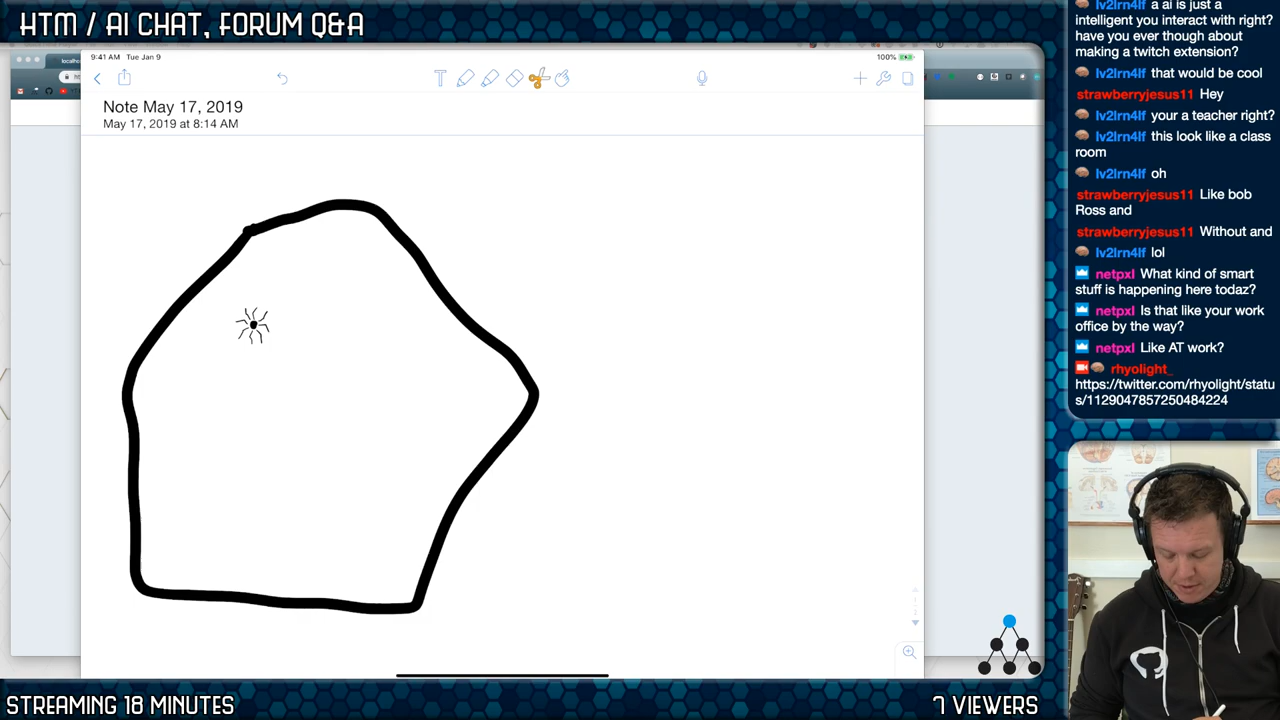 HTM / AI CHAT, FORUM Q&A
9:41 AM Tue Jan 9
100%
localho
Note May 17, 2019
May 17, 2019 at 8:14 AM
lv2lrn4lf a ai is just a
intelligent you interact with right?
have you ever though about
making a twitch extension?
lv2lrn4lf that would be cool
strawberryjesus11 Hey
lv2lrn4lf your a teacher right?
lv2lrn4lf this look like a class
room
lv2lrn4lf oh
strawberryjesus11 Like bob
Ross and
strawberryjesus11 Without and
lv2lrn4lf lol
netpxl What kind of smart
stuff is happening here todaz?
netpxl Is that like your work
office by the way?
netpxl Like AT work?
rhyolight_
https://twitter.com/rhyolight/statu
s/1129047857250484224
STREAMING 18 MINUTES
7 VIEWERS